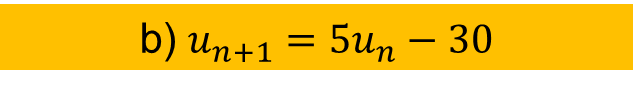 b) uₙ₊₁ = 5uₙ − 30